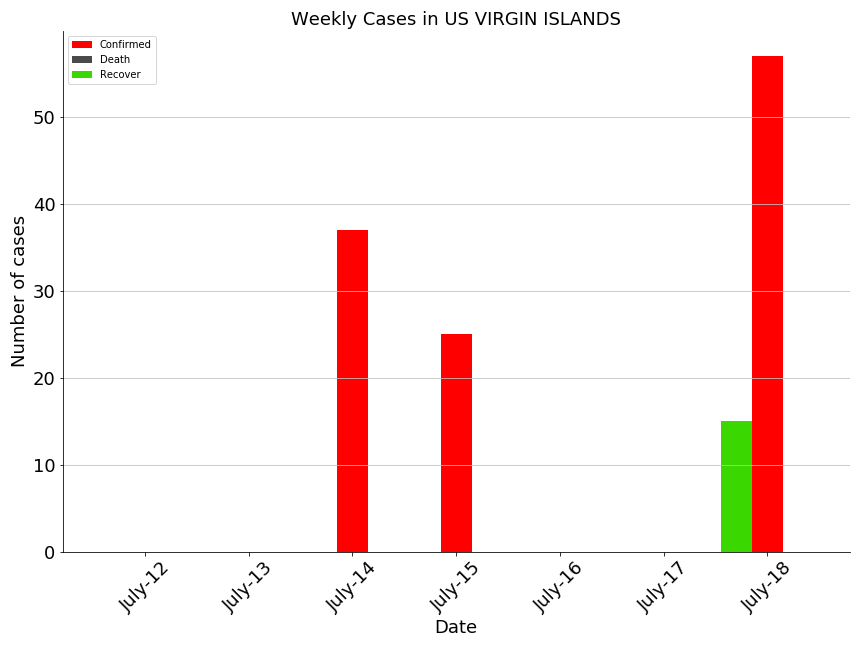 Weekly Cases in US VIRGIN ISLANDS
Confirmed
Death
Recover
Number of cases
50
40
30
20
10
0
July-12
July-13
July-14
July-15
July-16
July-17
July-18
Date